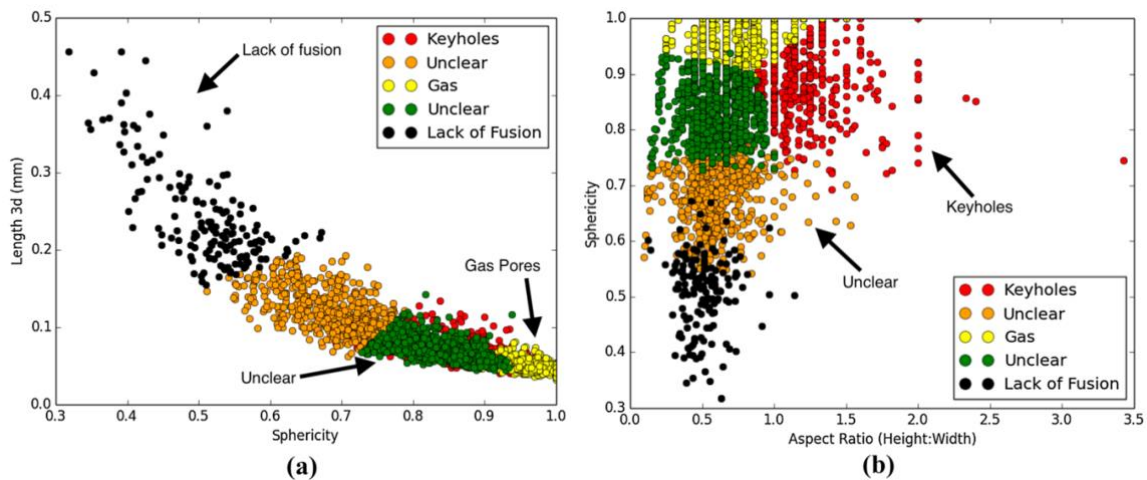 0.5
0.4
0.3
0.2
0.1
0.0
Length 3d (mm)
0.3 0.4 0.5 0.6 0.7 0.8 0.9 1.0
Sphericity
Lack of fusion
Keyholes
Unclear
Gas
Unclear
Lack of Fusion
Gas Pores
Unclear
(a)
1.0
0.9
0.8
0.7
0.6
0.5
0.4
0.3
Sphericity
0.0 0.5 1.0 1.5 2.0 2.5 3.0 3.5
Aspect Ratio (Height:Width)
Keyholes
Unclear
Keyholes
Unclear
Gas
Unclear
Lack of Fusion
(b)